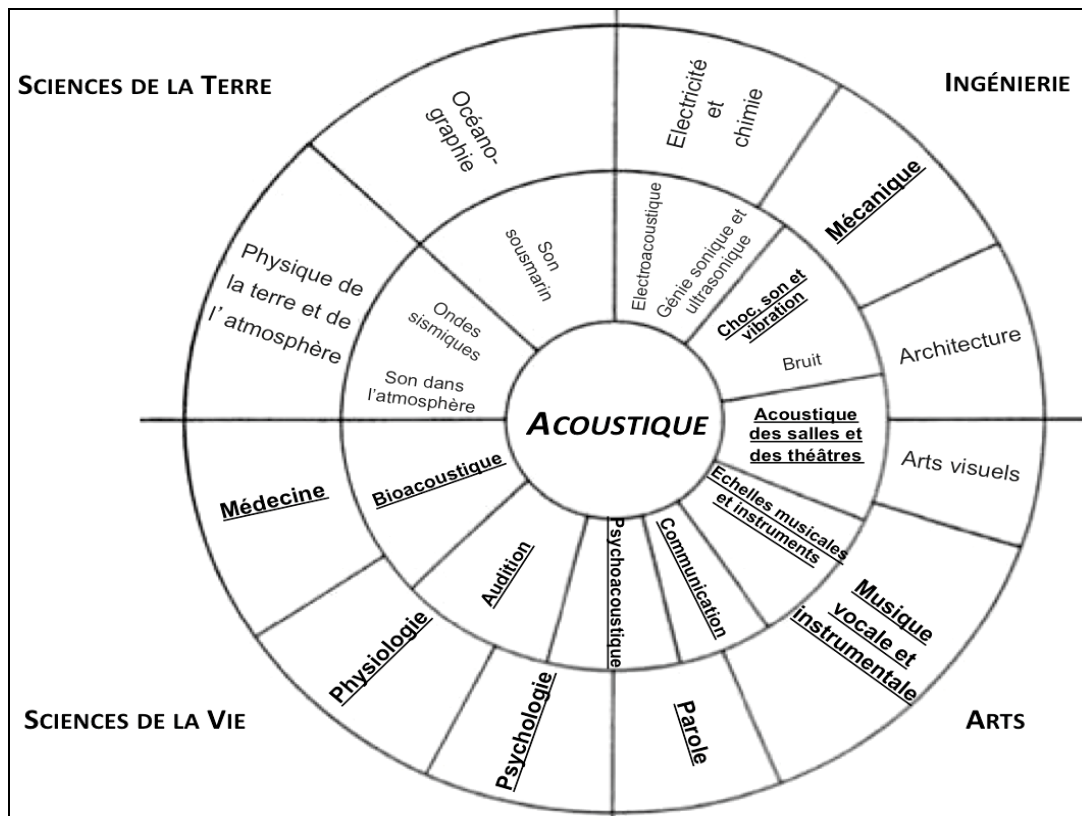 SCIENCES DE LA TERRE
INGÉNIERIE
Océano-
graphie
Electricité
et
chimie
Mécanique
Architecture
Physique de
la terre et de
l' atmosphère
Son
sousmarin
Electroacoustique
Génie sonique et
ultrasonique
Choc, son et
vibration
Bruit
Ondes
sismiques
Son dans
l'atmosphère
ACOUSTIQUE
Acoustique
des salles et
des théâtres
Arts visuels
Médecine
Bioacoustique
Echelles musicales
et instruments
Audition
Psychoacoustique
Communication
Musique
vocale et
instrumentale
Physiologie
Psychologie
Parole
SCIENCES DE LA VIE
ARTS